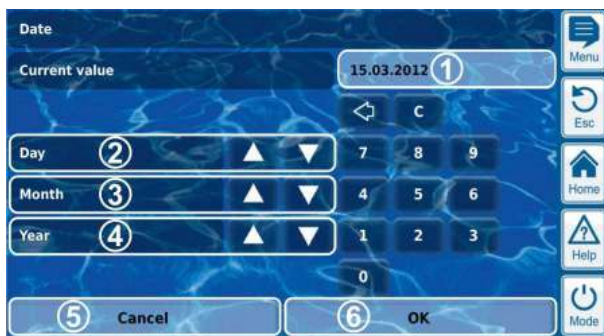 Date
Menu
Current value
15.03.2012 1
C
Esc
Day 2
7 8 9
Month 3
4 5 6
Home
Year 4
1 2 3
Help
0
5 Cancel
6 OK
Mode